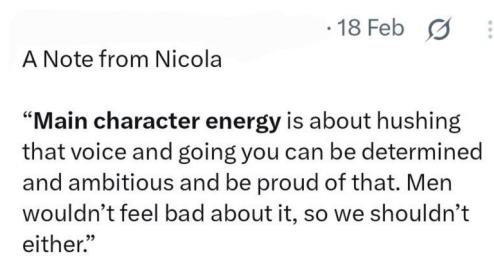 · 18 Feb
A Note from Nicola
“Main character energy is about hushing
that voice and going you can be determined
and ambitious and be proud of that. Men
wouldn’t feel bad about it, so we shouldn’t
either.”